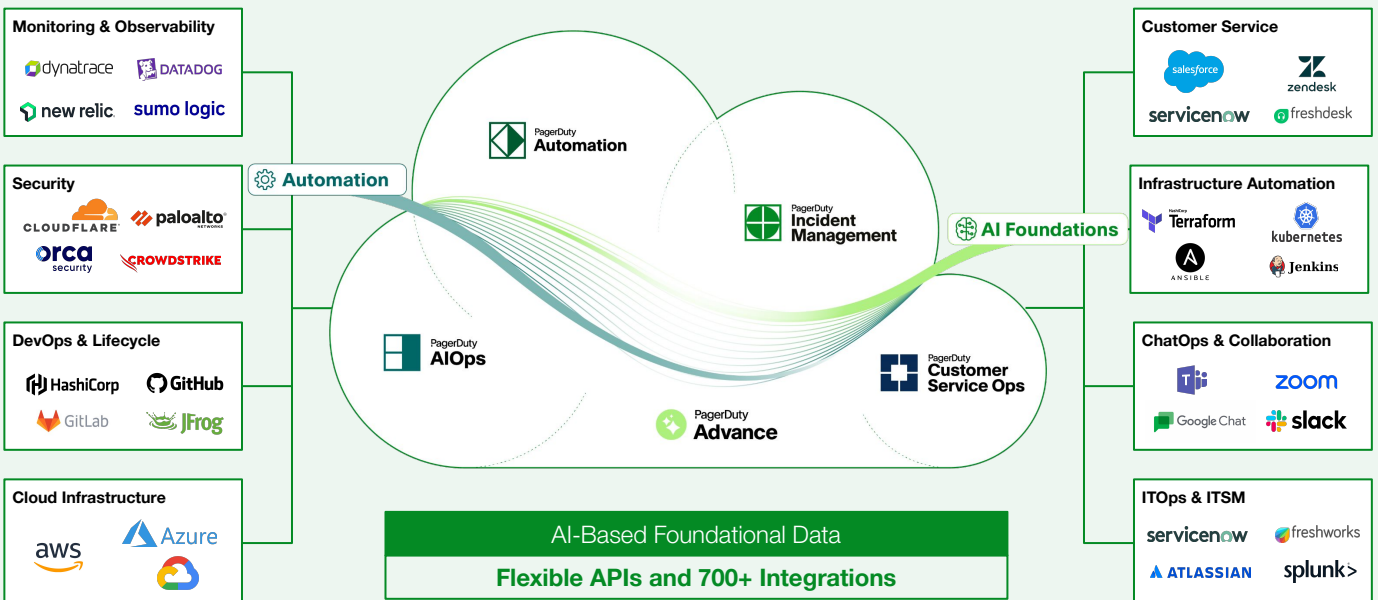 Monitoring & Observability
dynatrace
DATADOG
new relic.
sumo logic
Security
CLOUDFLARE
paloalto
NETWORKS
orca
security
CROWDSTRIKE
DevOps & Lifecycle
HashiCorp
GitHub
GitLab
JFrog
Cloud Infrastructure
aws
Azure
Automation
PagerDuty
Automation
PagerDuty
Incident
Management
PagerDuty
AIOps
PagerDuty
Customer
Service Ops
PagerDuty
Advance
AI Foundations
AI-Based Foundational Data
Flexible APIs and 700+ Integrations
Customer Service
salesforce
zendesk
servicenow
freshdesk
Infrastructure Automation
HashiCorp
Terraform
kubernetes
ANSIBLE
Jenkins
ChatOps & Collaboration
T
zoom
Google Chat
slack
ITOps & ITSM
servicenow
freshworks
ATLASSIAN
splunk>